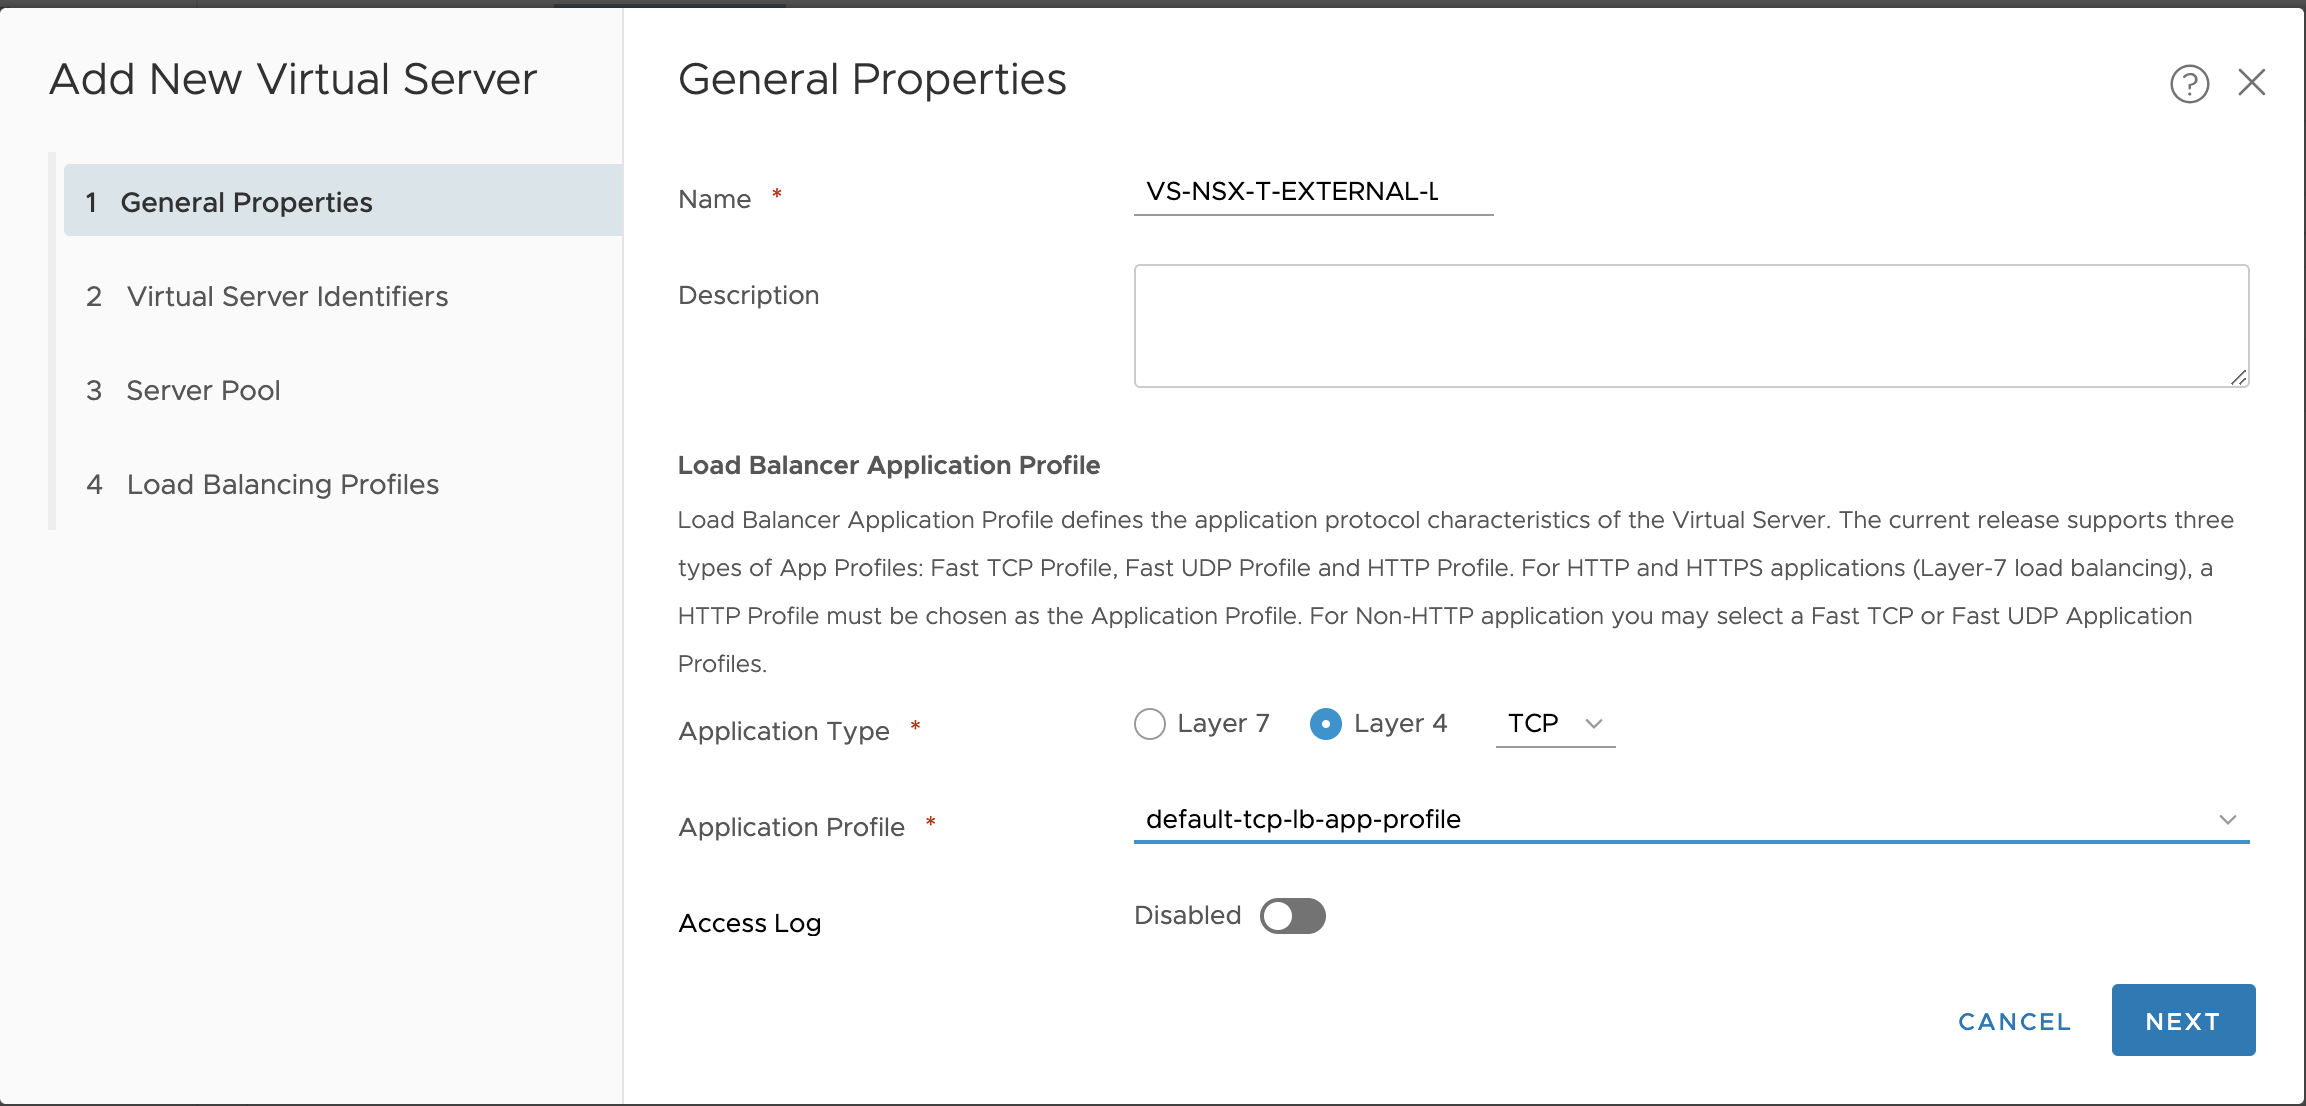 Add New Virtual Server
1 General Properties
2 Virtual Server Identifiers
3 Server Pool
4 Load Balancing Profiles
General Properties
Name *
VS-NSX-T-EXTERNAL-L
Description
Load Balancer Application Profile
Load Balancer Application Profile defines the application protocol characteristics of the Virtual Server. The current release supports three
types of App Profiles: Fast TCP Profile, Fast UDP Profile and HTTP Profile. For HTTP and HTTPS applications (Layer-7 load balancing), a
HTTP Profile must be chosen as the Application Profile. For Non-HTTP application you may select a Fast TCP or Fast UDP Application
Profiles.
Application Type * Layer 7 Layer 4 TCP
Application Profile * default-tcp-lb-app-profile
Access Log Disabled
CANCEL NEXT